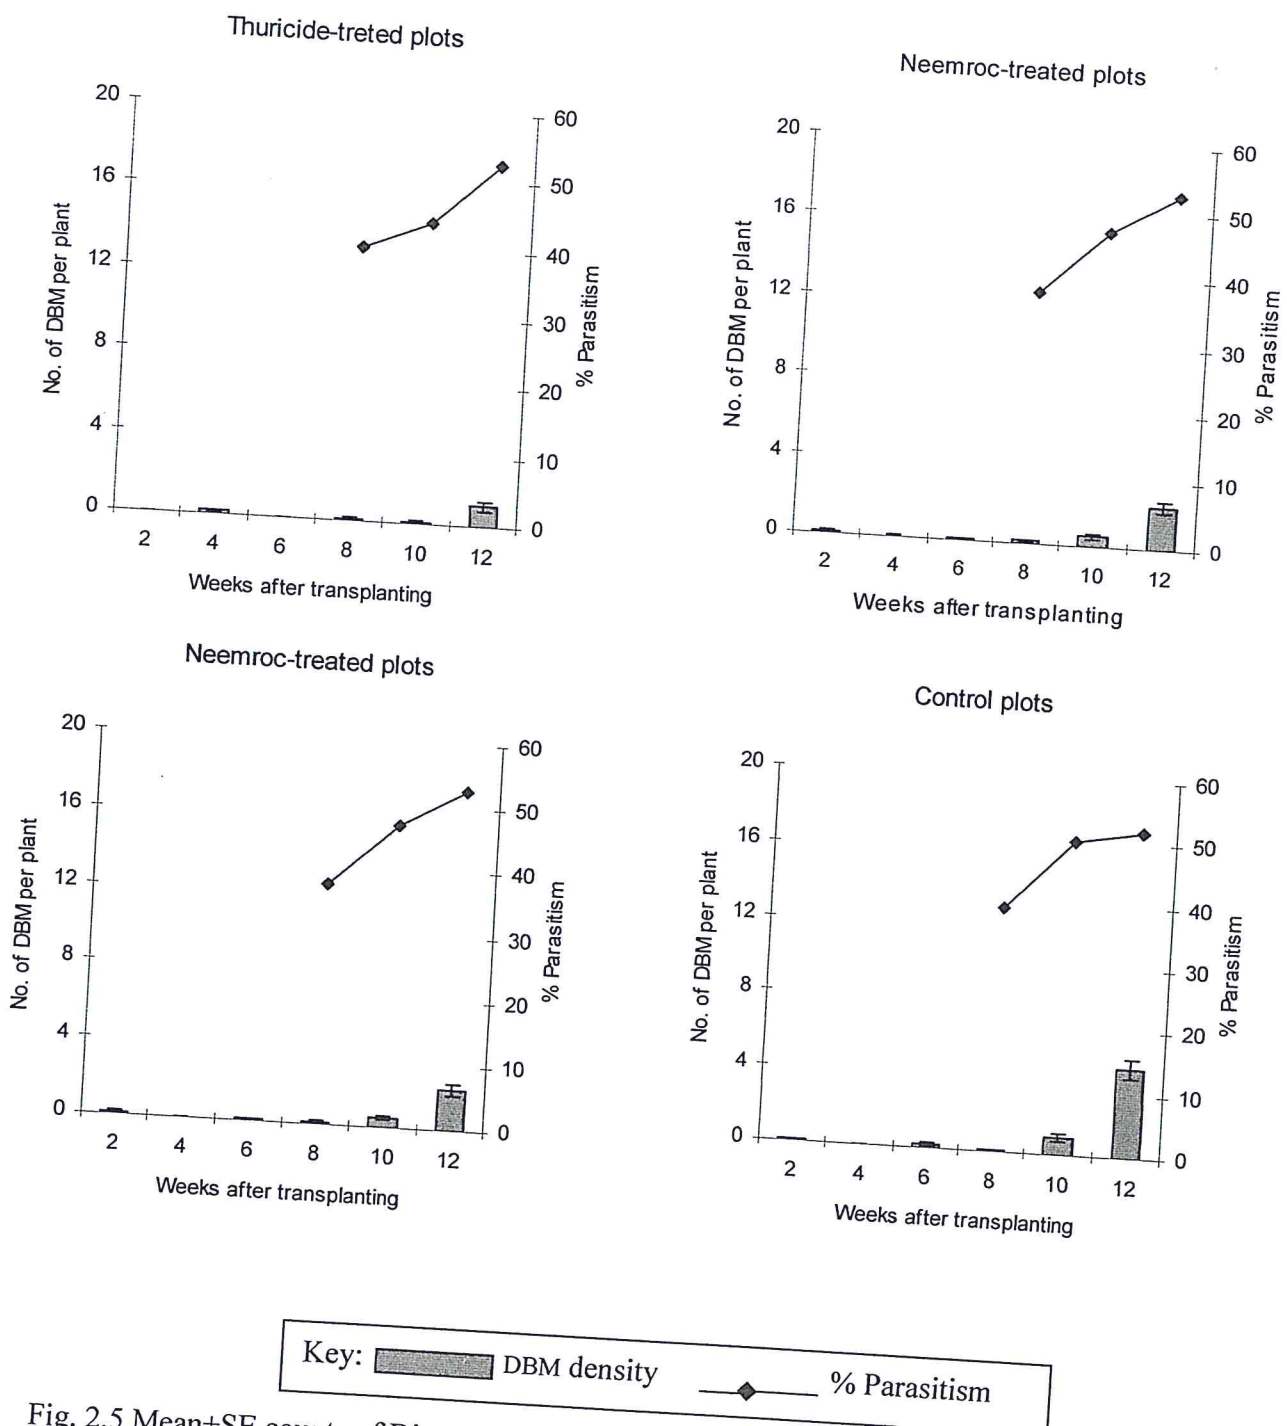 Thuricide-treted plots
20
16
12
8
4
0
No. of DBM per plant
60
50
40
30
20
10
0
% Parasitism
2 4 6 8 10 12
Weeks after transplanting
Neemroc-treated plots
20
16
12
8
4
0
No. of DBM per plant
60
50
40
30
20
10
0
% Parasitism
2 4 6 8 10 12
Weeks after transplanting
Neemroc-treated plots
20
16
12
8
4
0
No. of DBM per plant
60
50
40
30
20
10
0
% Parasitism
2 4 6 8 10 12
Weeks after transplanting
Control plots
20
16
12
8
4
0
No. of DBM per plant
60
50
40
30
20
10
0
% Parasitism
2 4 6 8 10 12
Weeks after transplanting
Key: DBM density % Parasitism
Fig. 2.5 Mean±SE counts of